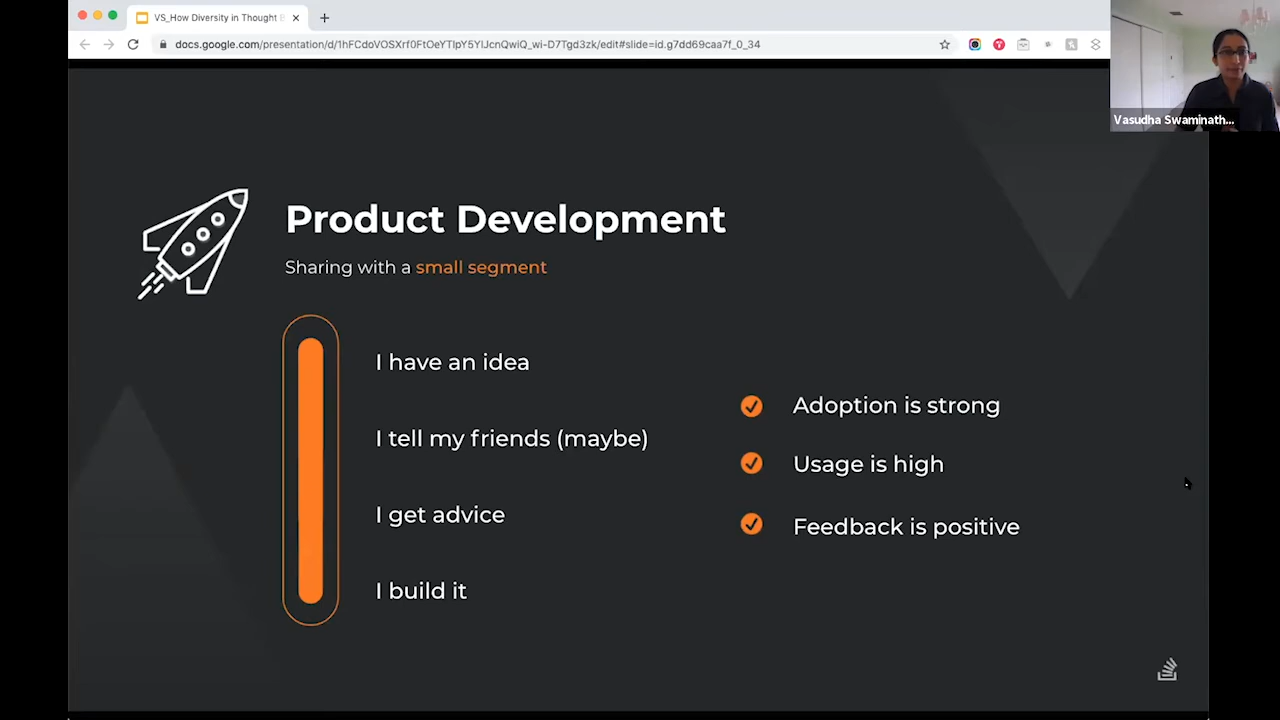 VS_How Diversity in Thought B
docs.google.com/presentation/d/1hFCdoVOSXrf0FtOeYTlpY5YlJcnQwiQ_wi-D7Tgd3zk/edit#slide=id.g7dd69caa7f_0_34
Vasudha Swaminath...
Product Development
Sharing with a small segment
I have an idea
I tell my friends (maybe)
I get advice
I build it
Adoption is strong
Usage is high
Feedback is positive